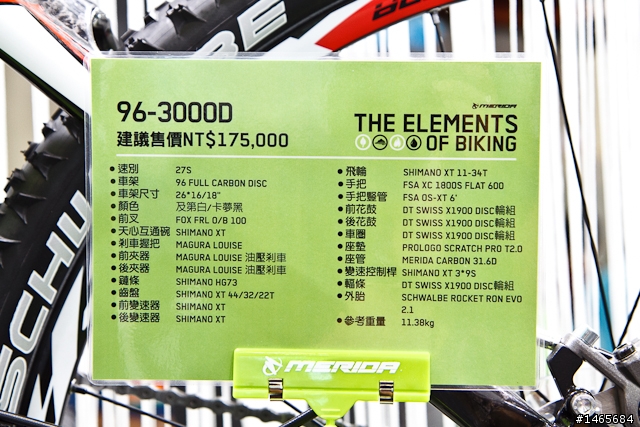 BE
MERIDA
SCHW
96-3000D
建議售價NT$175,000
MERIDA
THE ELEMENTS
OF BIKING
速別 27S
車架 96 FULL CARBON DISC
車架尺寸 26*16/18"
顏色 及第白/卡夢黑
前叉 FOX FRL O/B 100
天心互通碗 SHIMANO XT
剎車握把 MAGURA LOUISE
前夾器 MAGURA LOUISE 油壓剎車
後夾器 MAGURA LOUISE 油壓剎車
鏈條 SHIMANO HG73
齒盤 SHIMANO XT 44/32/22T
前變速器 SHIMANO XT
後變速器 SHIMANO XT
飛輪 SHIMANO XT 11-34T
手把 FSA XC 180OS FLAT 600
手把豎管 FSA OS-XT 6'
前花鼓 DT SWISS X1900 DISC輪組
後花鼓 DT SWISS X1900 DISC輪組
車圈 DT SWISS X1900 DISC輪組
座墊 PROLOGO SCRATCH PRO T2.0
座管 MERIDA CARBON 31.6D
變速控制桿 SHIMANO XT 3*9S
輻條 DT SWISS X1900 DISC輪組
外胎 SCHWALBE ROCKET RON EVO
2.1
參考重量 11.38kg
MERIDA
#1465684